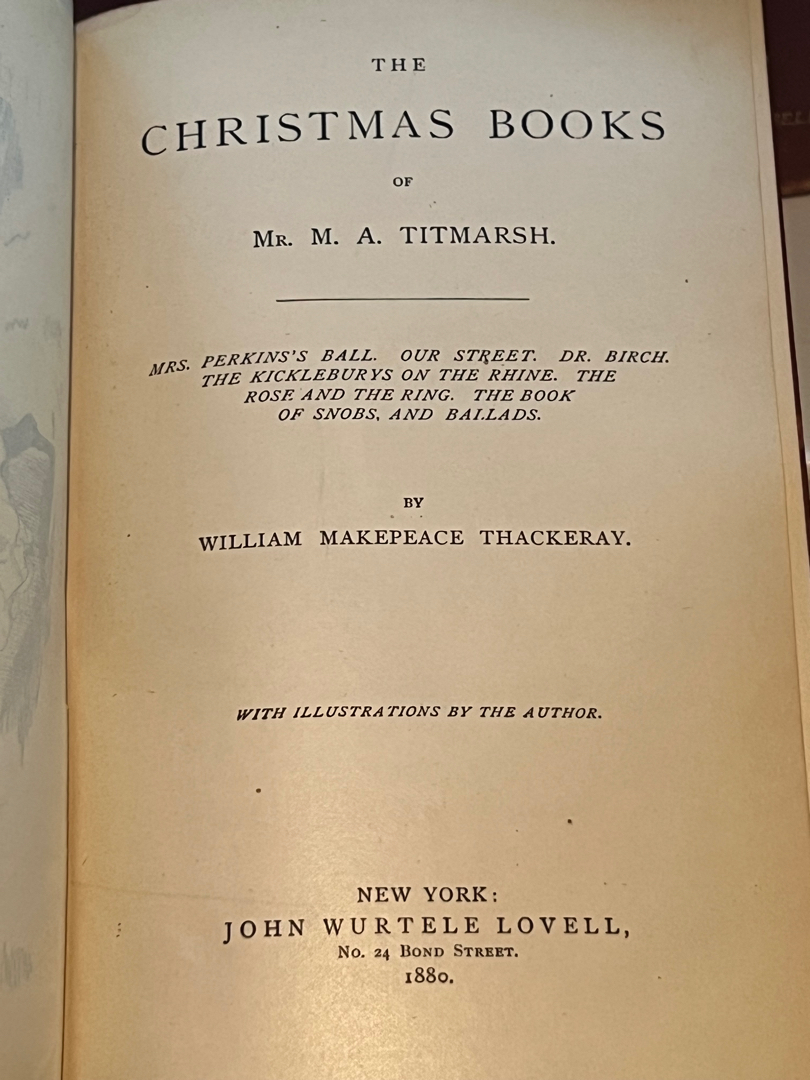 THE
CHRISTMAS BOOKS
OF
MR. M. A. TITMARSH.
MRS. PERKINS'S BALL. OUR STREET. DR. BIRCH.
THE KICKLEBURYS ON THE RHINE. THE
ROSE AND THE RING. THE BOOK
OF SNOBS, AND BALLADS.
BY
WILLIAM MAKEPEACE THACKERAY.
WITH ILLUSTRATIONS BY THE AUTHOR.
NEW YORK:
JOHN WURTELE LOVELL,
No. 24 BOND STREET.
1880.